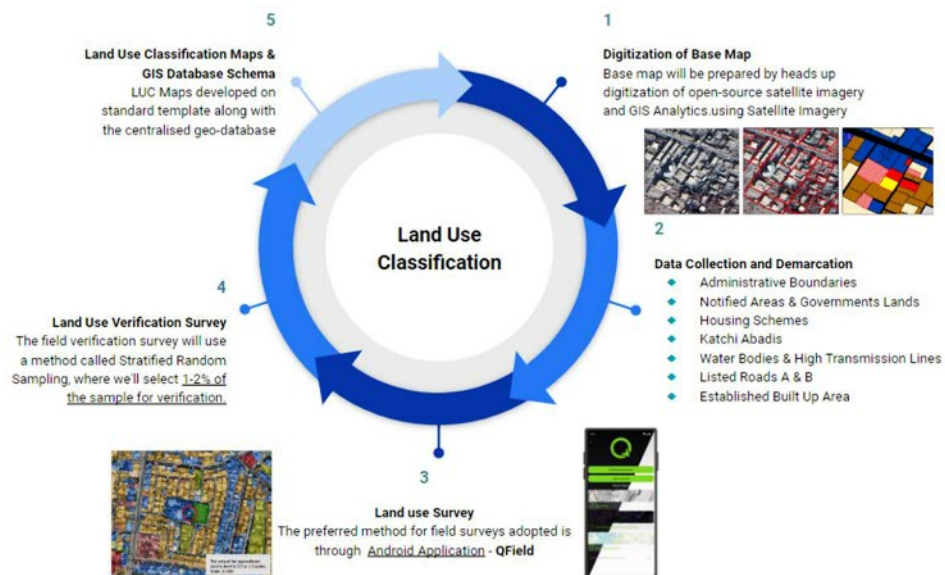 5
Land Use Classification Maps &
GIS Database Schema
LUC Maps developed on
standard template along with
the centralised geo-database
1
Digitization of Base Map
Base map will be prepared by heads up
digitization of open-source satellite imagery
and GIS Analytics.using Satellite Imagery
Land Use
Classification
2
Data Collection and Demarcation
Administrative Boundaries
Notified Areas & Governments Lands
Housing Schemes
Katchi Abadis
Water Bodies & High Transmission Lines
Listed Roads A & B
Established Built Up Area
4
Land Use Verification Survey
The field verification survey will use
a method called Stratified Random
Sampling, where we'll select 1-2% of
the sample for verification.
3
Land use Survey
The preferred method for field surveys adopted is
through Android Application - QField